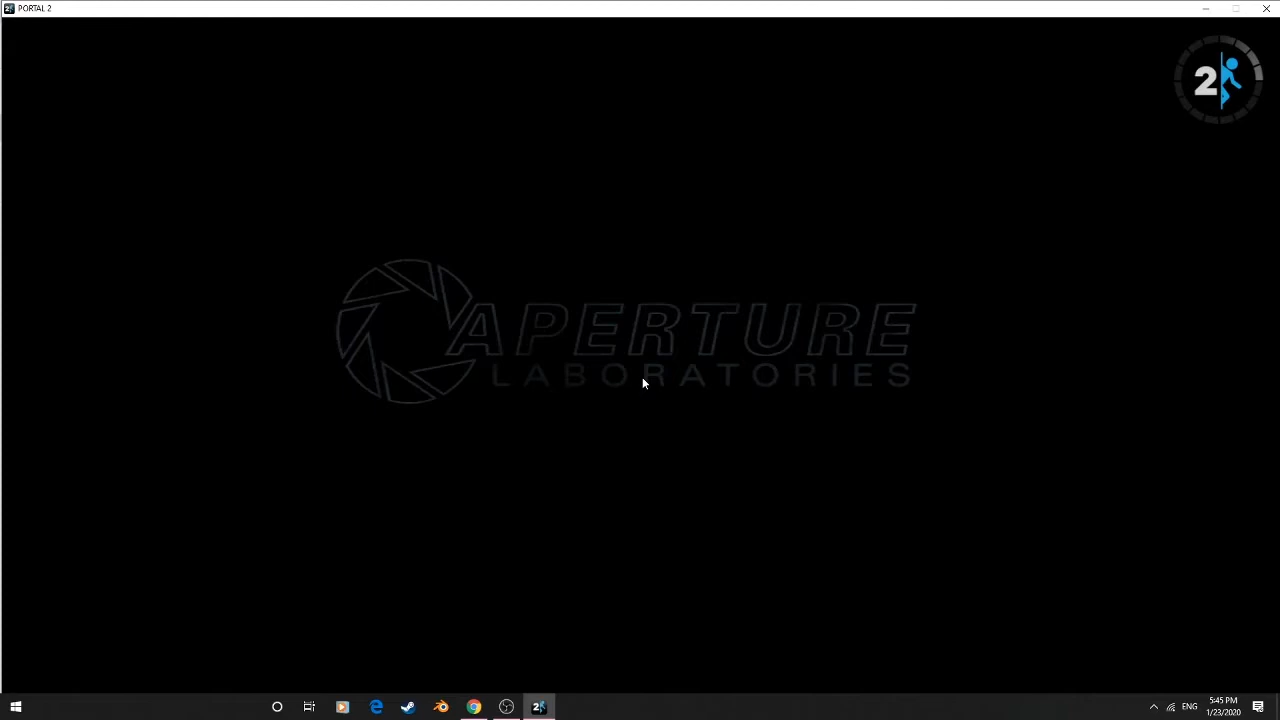 PORTAL 2
2
APERTURE
LABORATORIES
ENG
5:45 PM
1/23/2020